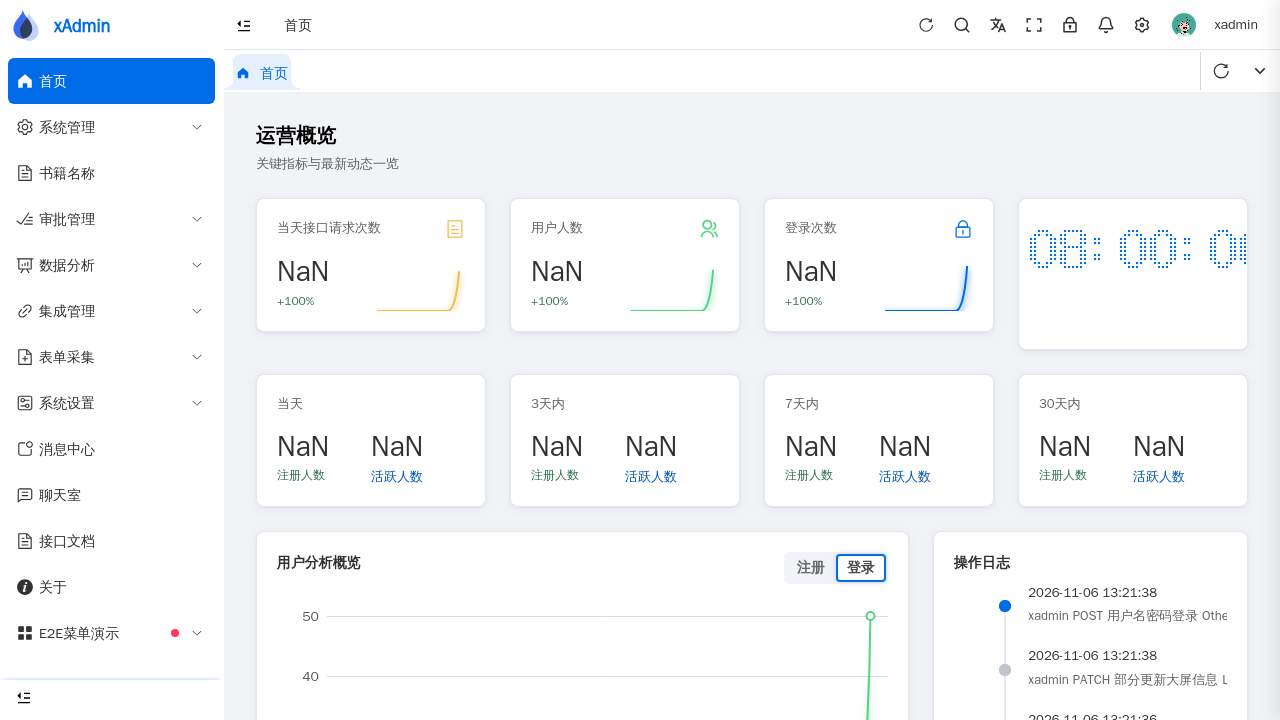 xAdmin
首页
首页
xadmin
系统管理
书籍名称
审批管理
数据分析
集成管理
表单采集
系统设置
消息中心
聊天室
接口文档
关于
E2E菜单演示
首页
运营概览
关键指标与最新动态一览
当天接口请求次数
NaN
+100%
用户人数
NaN
+100%
登录次数
NaN
+100%
当天
NaN NaN
注册人数 活跃人数
3天内
NaN NaN
注册人数 活跃人数
7天内
NaN NaN
注册人数 活跃人数
30天内
NaN NaN
注册人数 活跃人数
用户分析概览
注册 登录
50
40
操作日志
2026-11-06 13:21:38
xadmin POST 用户名密码登录 Othe
2026-11-06 13:21:38
xadmin PATCH 部分更新大屏信息